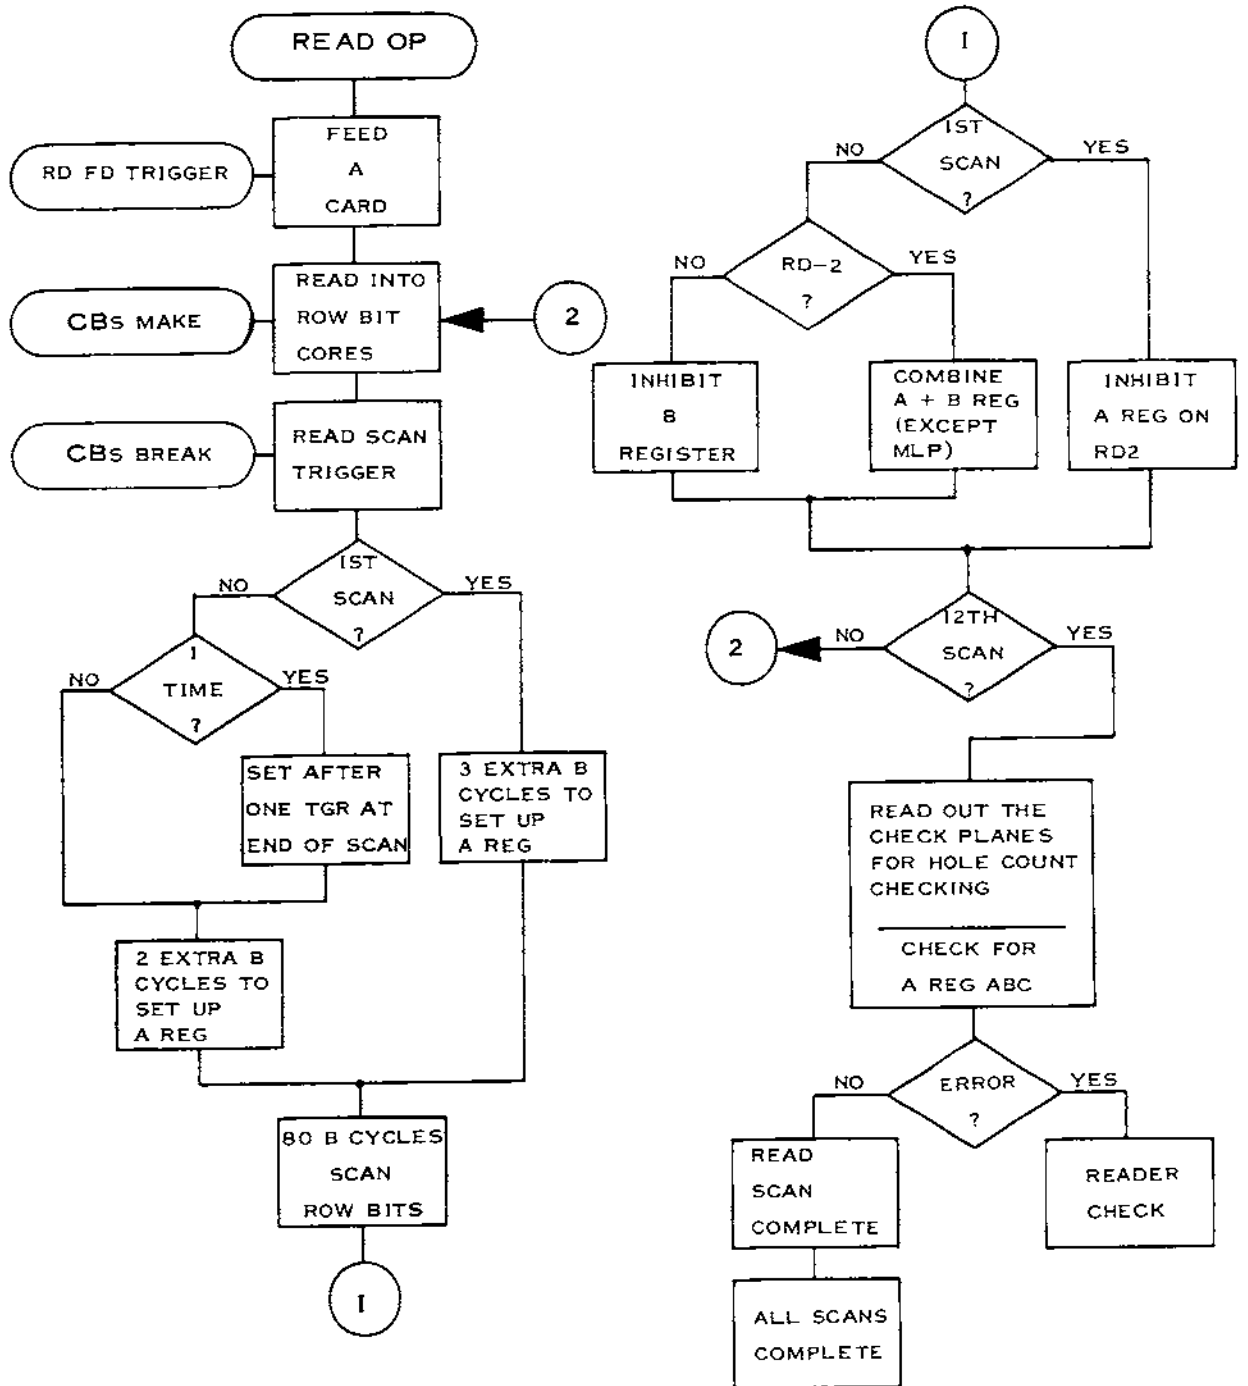 READ OP
FEED
A
CARD
RD FD TRIGGER
READ INTO
ROW BIT
CORES
CBs MAKE
2
READ SCAN
TRIGGER
CBs BREAK
1ST
SCAN
?
NO
YES
1
TIME
?
NO
YES
SET AFTER
ONE TGR AT
END OF SCAN
3 EXTRA B
CYCLES TO
SET UP
A REG
2 EXTRA B
CYCLES TO
SET UP
A REG
80 B CYCLES
SCAN
ROW BITS
1
1
1ST
SCAN
?
NO
YES
RD-2
?
NO
YES
INHIBIT
B
REGISTER
COMBINE
A + B REG
(EXCEPT
MLP)
INHIBIT
A REG ON
RD2
12TH
SCAN
?
NO
YES
2
READ OUT THE
CHECK PLANES
FOR HOLE COUNT
CHECKING
CHECK FOR
A REG ABC
ERROR
?
NO
YES
READ
SCAN
COMPLETE
READER
CHECK
ALL SCANS
COMPLETE